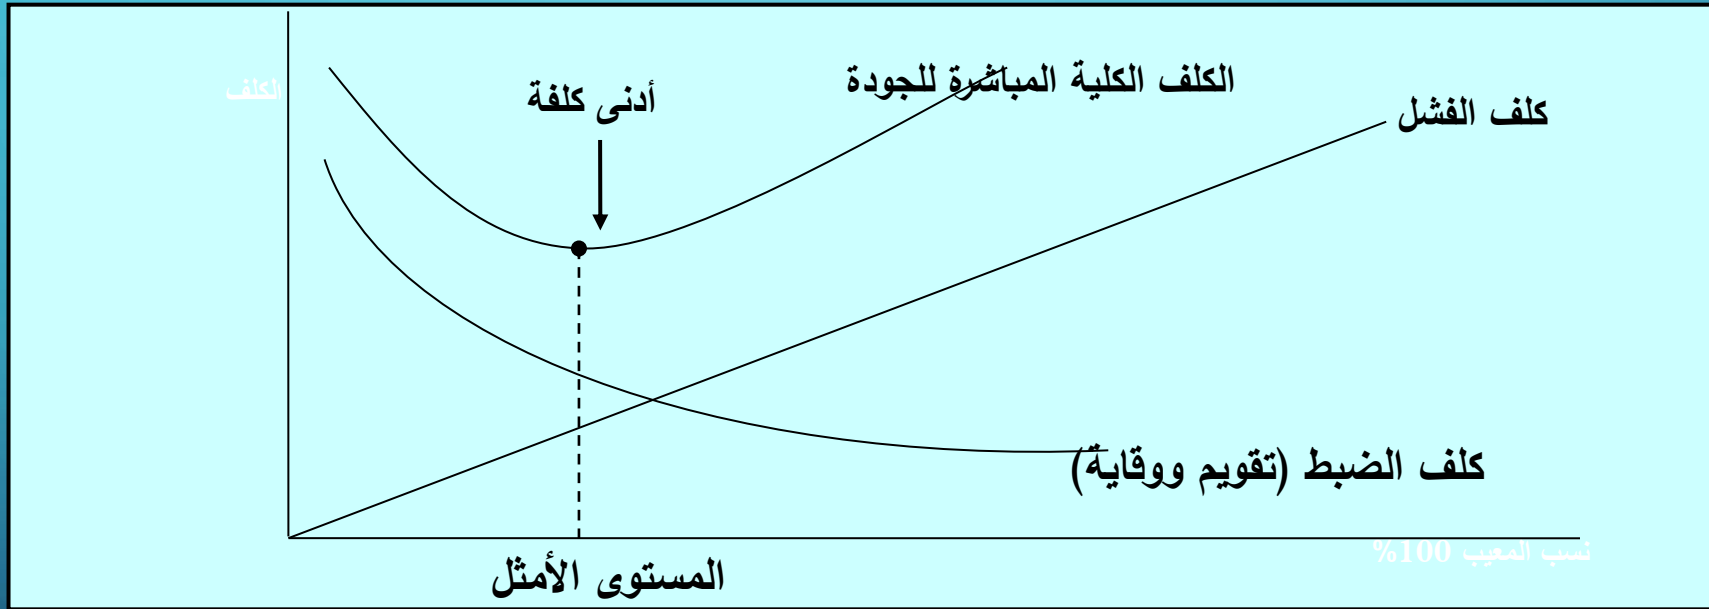 الكلف الكلية المباشرة للجودة
الكلف
أدنى كلفة
كلف الفشل
كلف الضبط (تقويم ووقاية)
نسب المعيب 100%
المستوى الأمثل